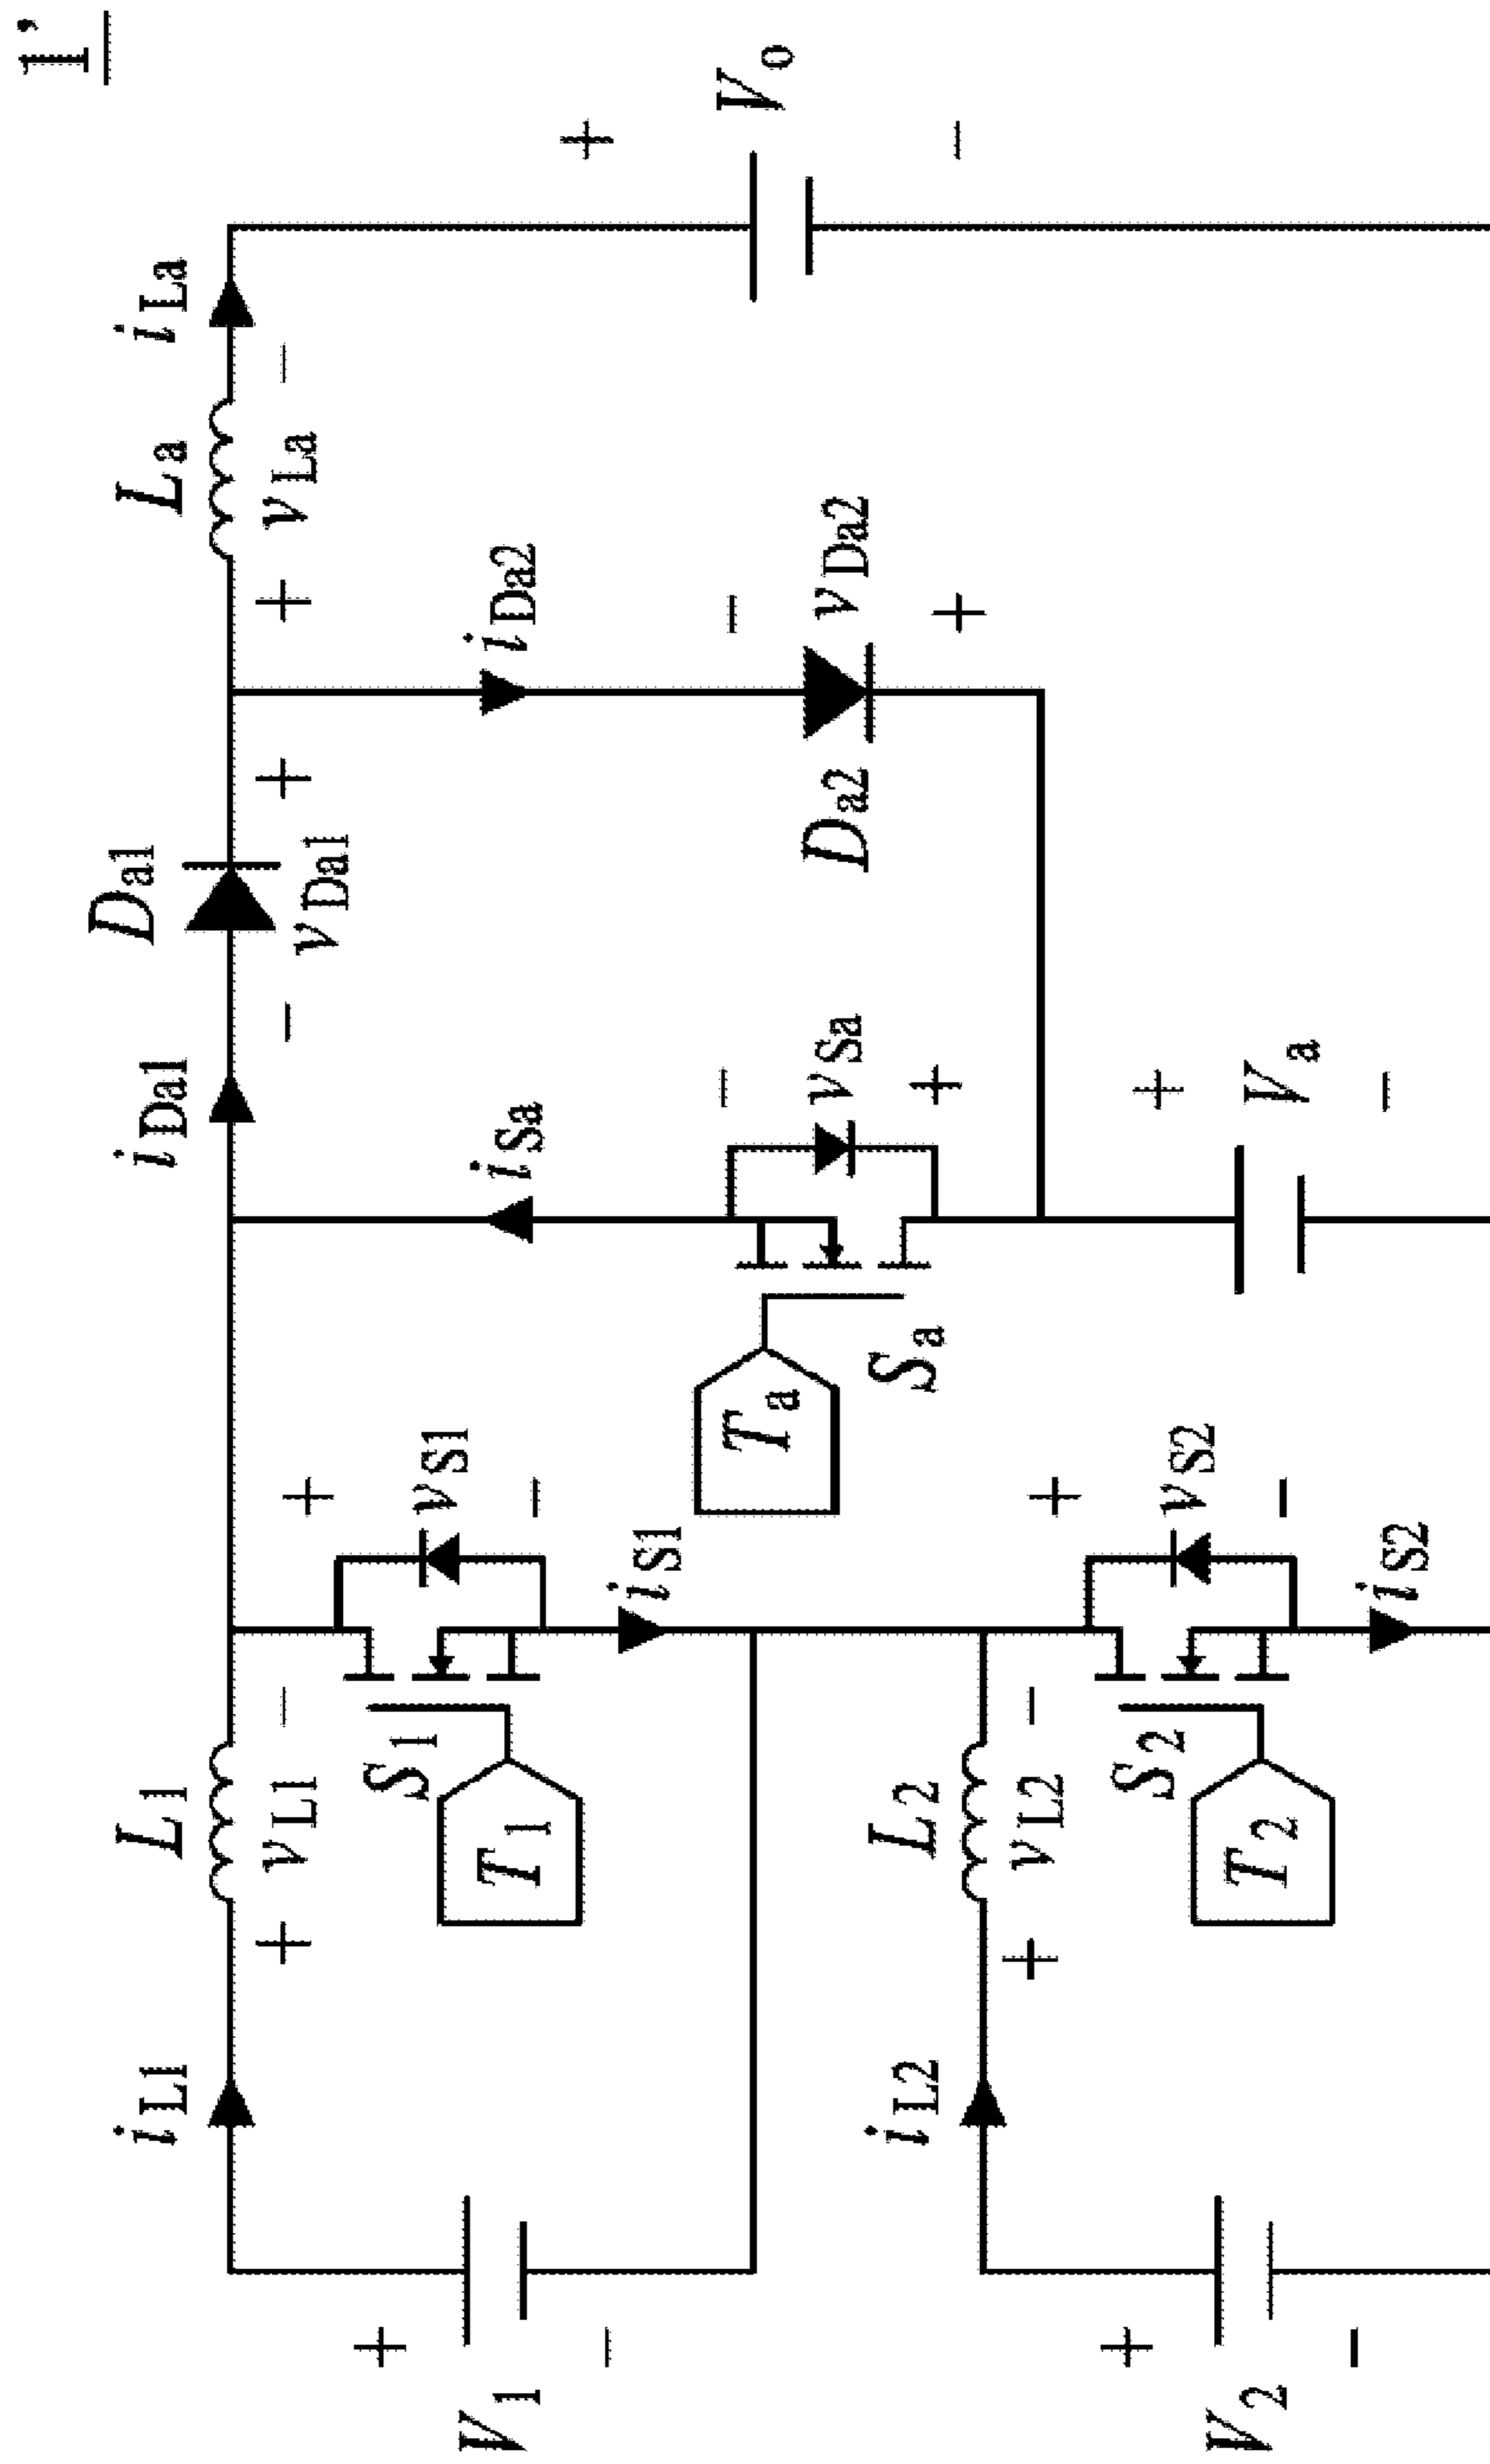 1'
L1
La
iL1
iDa1
Da1
iLa
+ vL1 −
− vDa1 +
+ vLa −
V1
+
−
S1
T1
+
vS1
−
iS1
iSa
iDa2
+
Vo
−
Ta
Sa
−
vSa
+
Da2
−
vDa2
+
L2
iL2
+ vL2 −
V2
+
−
S2
T2
+
vS2
−
iS2
+
Va
−